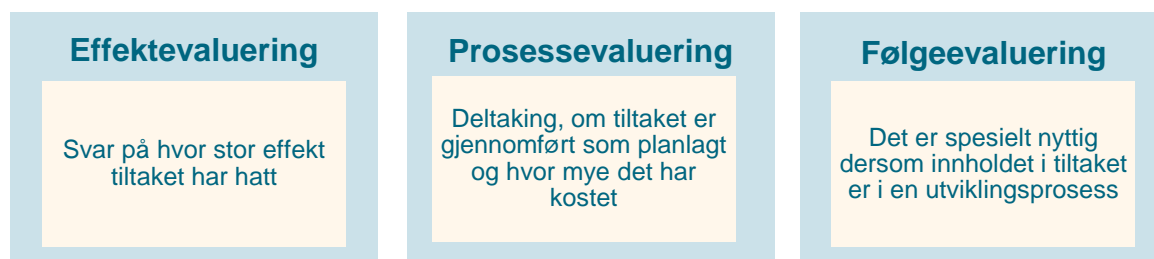 Effektevaluering
Svar på hvor stor effekt
tiltaket har hatt
Prosessevaluering
Deltaking, om tiltaket er
gjennomført som planlagt
og hvor mye det har
kostet
Følgeevaluering
Det er spesielt nyttig
dersom innholdet i tiltaket
er i en utviklingsprosess